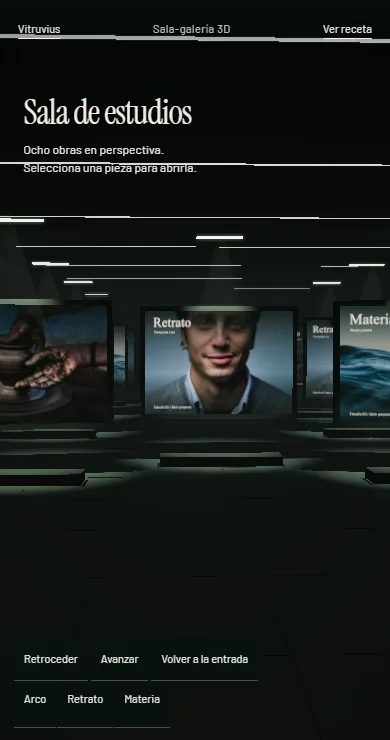 Vitruvius
Sala-galería 3D
Ver receta
Sala de estudios
Ocho obras en perspectiva.
Selecciona una pieza para abrirla.
Retrato
Retra
Materia
Retroceder
Avanzar
Volver a la entrada
Arco
Retrato
Materia